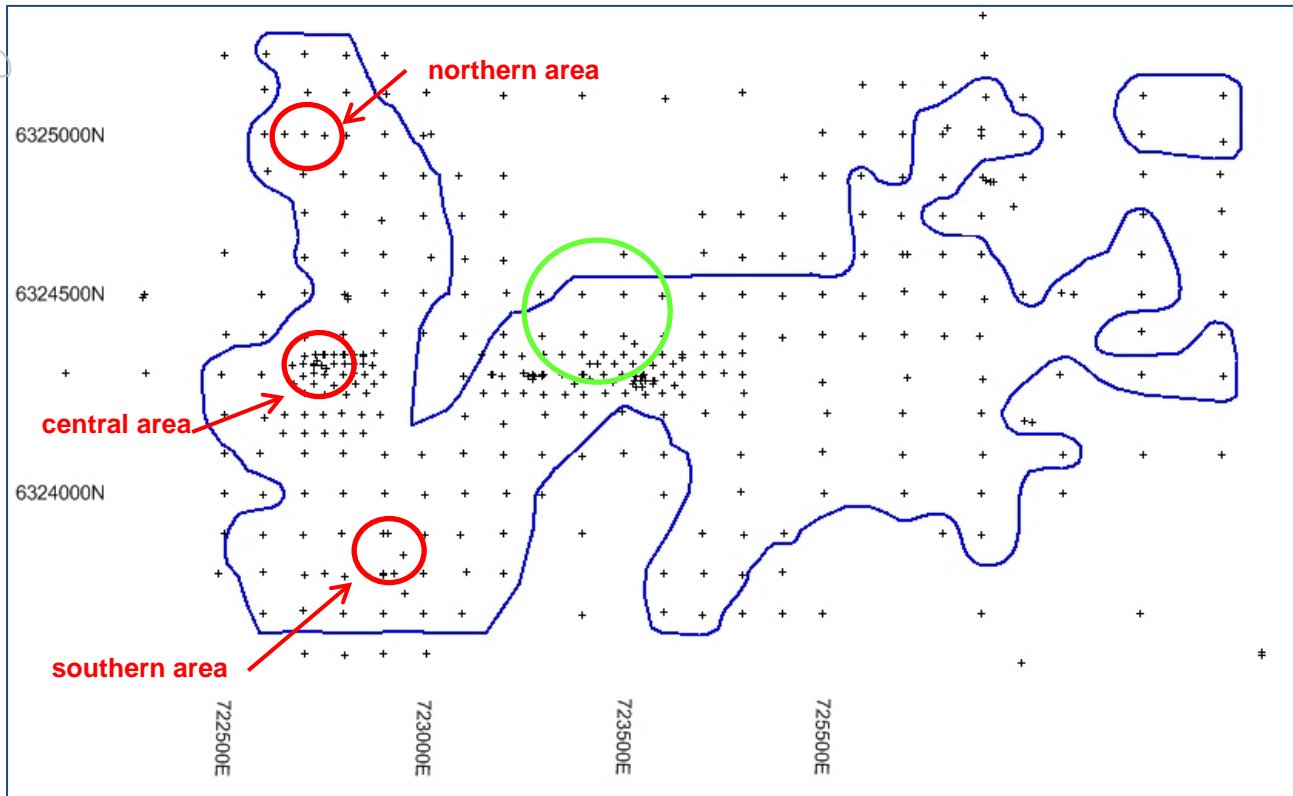 northern area
6325000N
6324500N
central area
6324000N
southern area
722500E
723000E
723500E
725500E